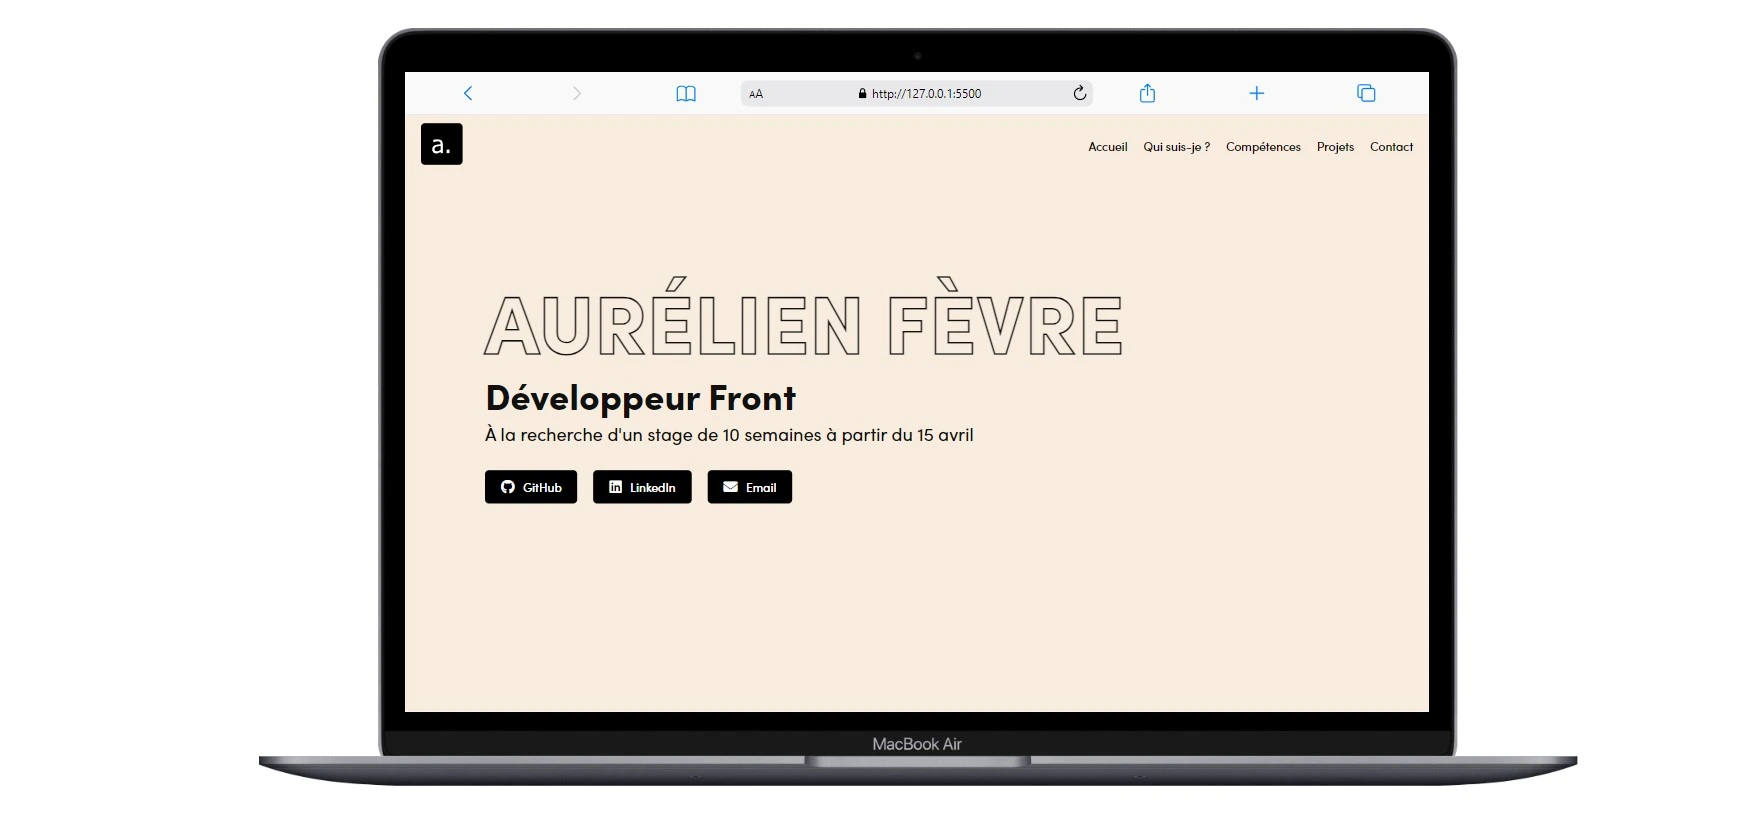 AA http://127.0.0.1:5500
a.
Accueil Qui suis-je ? Compétences Projets Contact
AURÉLIEN FÈVRE
Développeur Front
À la recherche d'un stage de 10 semaines à partir du 15 avril
GitHub LinkedIn Email
MacBook Air